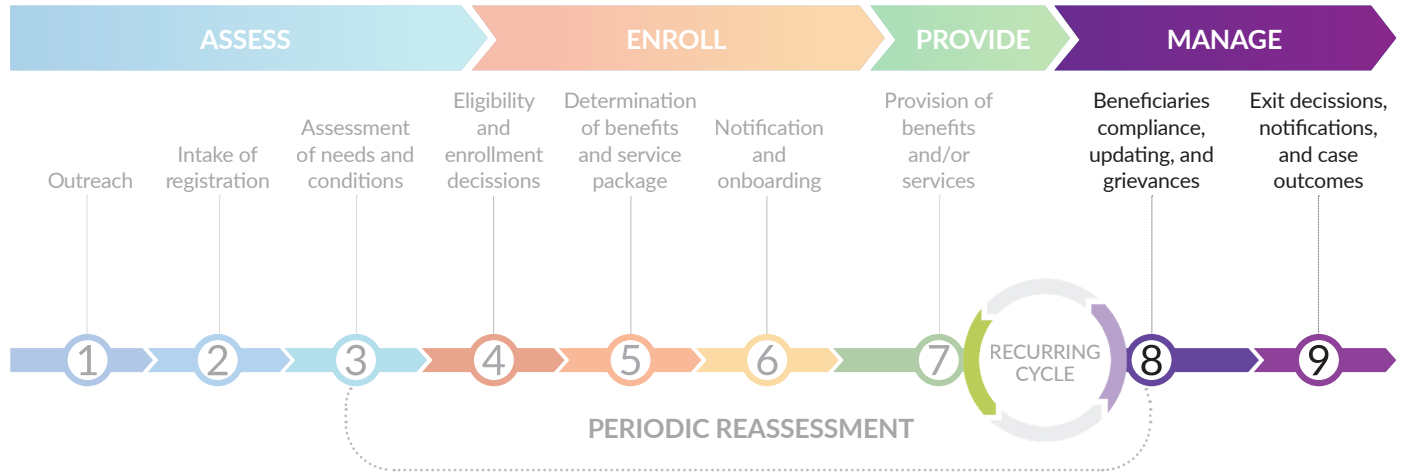 ASSESS
ENROLL
PROVIDE
MANAGE
Outreach
Intake of
registration
Assessment
of needs and
conditions
Eligibility
and
enrollment
decissions
Determination
of benefits
and service
package
Notification
and
onboarding
Provision of
benefits
and/or
services
Beneficiaries
compliance,
updating, and
grievances
Exit decissions,
notifications,
and case
outcomes
1
2
3
4
5
6
7
RECURRING
CYCLE
8
9
PERIODIC REASSESSMENT